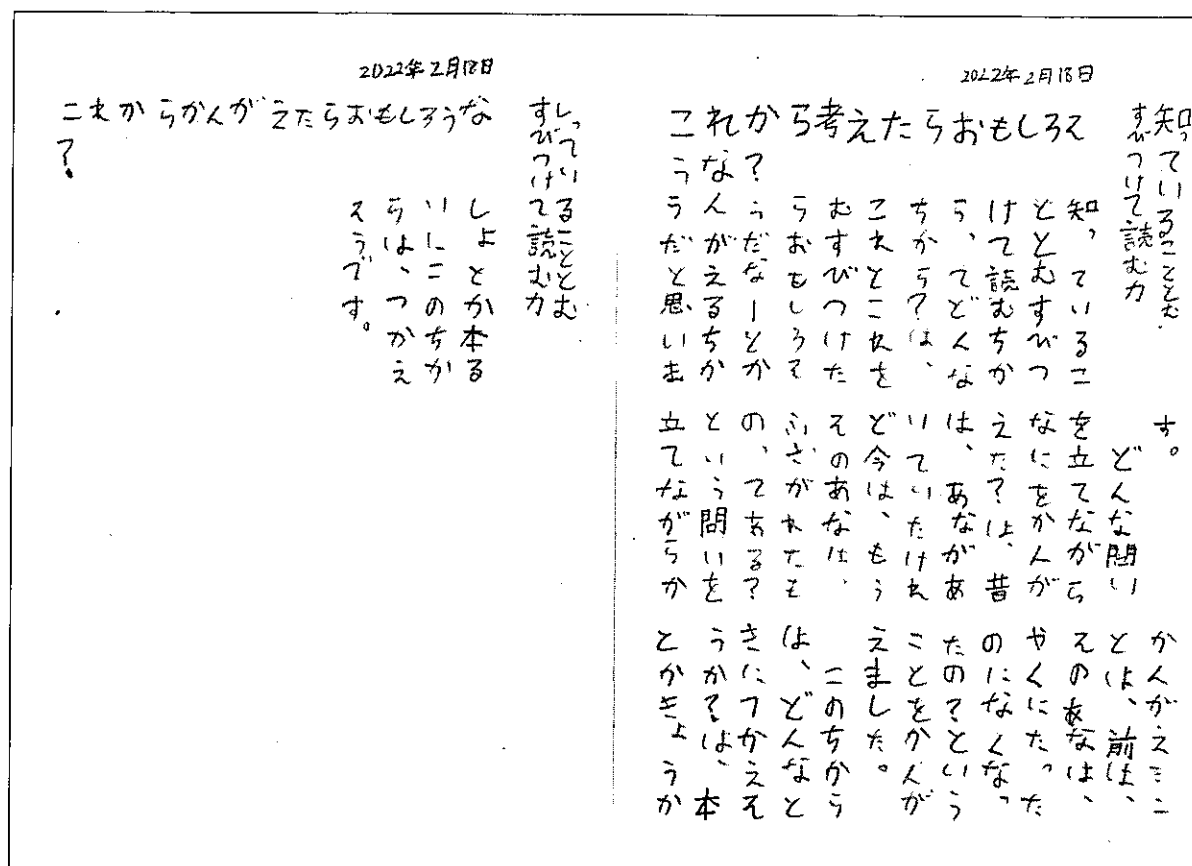 2022年2月18日
知っていることとむ
すびつけて読む力
これから考えたらおもしろそ
うな?
知っているこ
ととむすびつ
けて読むちか
ら、てどんな
ちから?は、
これとこれを
むすびつけた
らおもしろそ
うだなーとか
んがえるちか
らだと思いま
す。
どんな問い
を立てながら
なにをかんが
えた?は、昔
は、あながあ
いていたけれ
ど今は、もう
そのあなは、
ふさがれたも
の、てある?
という問いを
立てながらか
かんがえたこ
とは、前は、
そのあなは、
やくにたった
のになくなっ
たの?という
ことをかんが
えました。
このちから
は、どんなと
きにつかえそ
うか?は、本
とかきょうか
2022年2月18日
しっていることとむ
すびつけて読む力
これからかんがえたらおもしろうな
?
しょとか本る
いにこのちか
らは、つかえ
そうです。